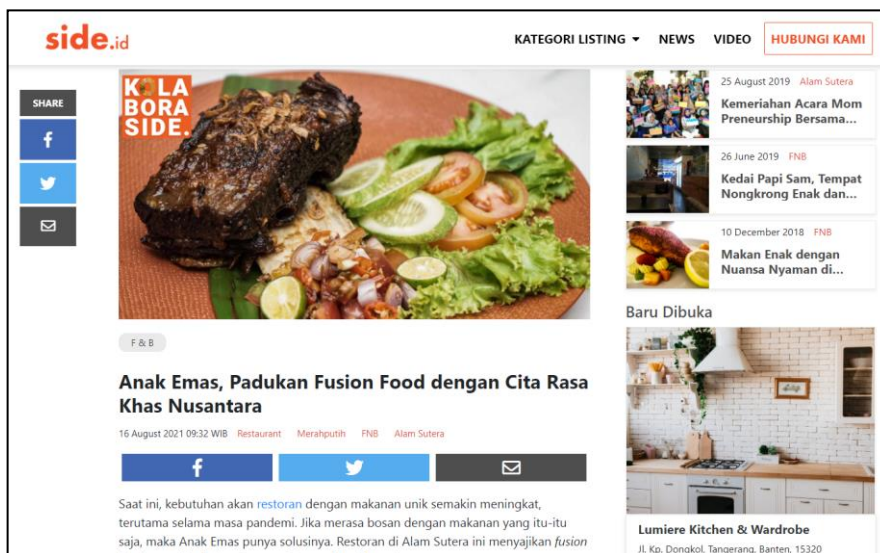 side.id
KATEGORI LISTING
NEWS
VIDEO
HUBUNGI KAMI
SHARE
KOLA
BORA
SIDE.
F & B
Anak Emas, Padukan Fusion Food dengan Cita Rasa
Khas Nusantara
16 August 2021 09:32 WIB Restaurant Merahputih FNB Alam Sutera
Saat ini, kebutuhan akan restoran dengan makanan unik semakin meningkat,
terutama selama masa pandemi. Jika merasa bosan dengan makanan yang itu-itu
saja, maka Anak Emas punya solusinya. Restoran di Alam Sutera ini menyajikan fusion
25 August 2019 Alam Sutera
Kemeriahan Acara Mom
Preneurship Bersama...
26 June 2019 FNB
Kedai Papi Sam, Tempat
Nongkrong Enak dan...
10 December 2018 FNB
Makan Enak dengan
Nuansa Nyaman di...
Baru Dibuka
Lumiere Kitchen & Wardrobe
Jl. Kp. Dongkol, Tangerang, Banten, 15320